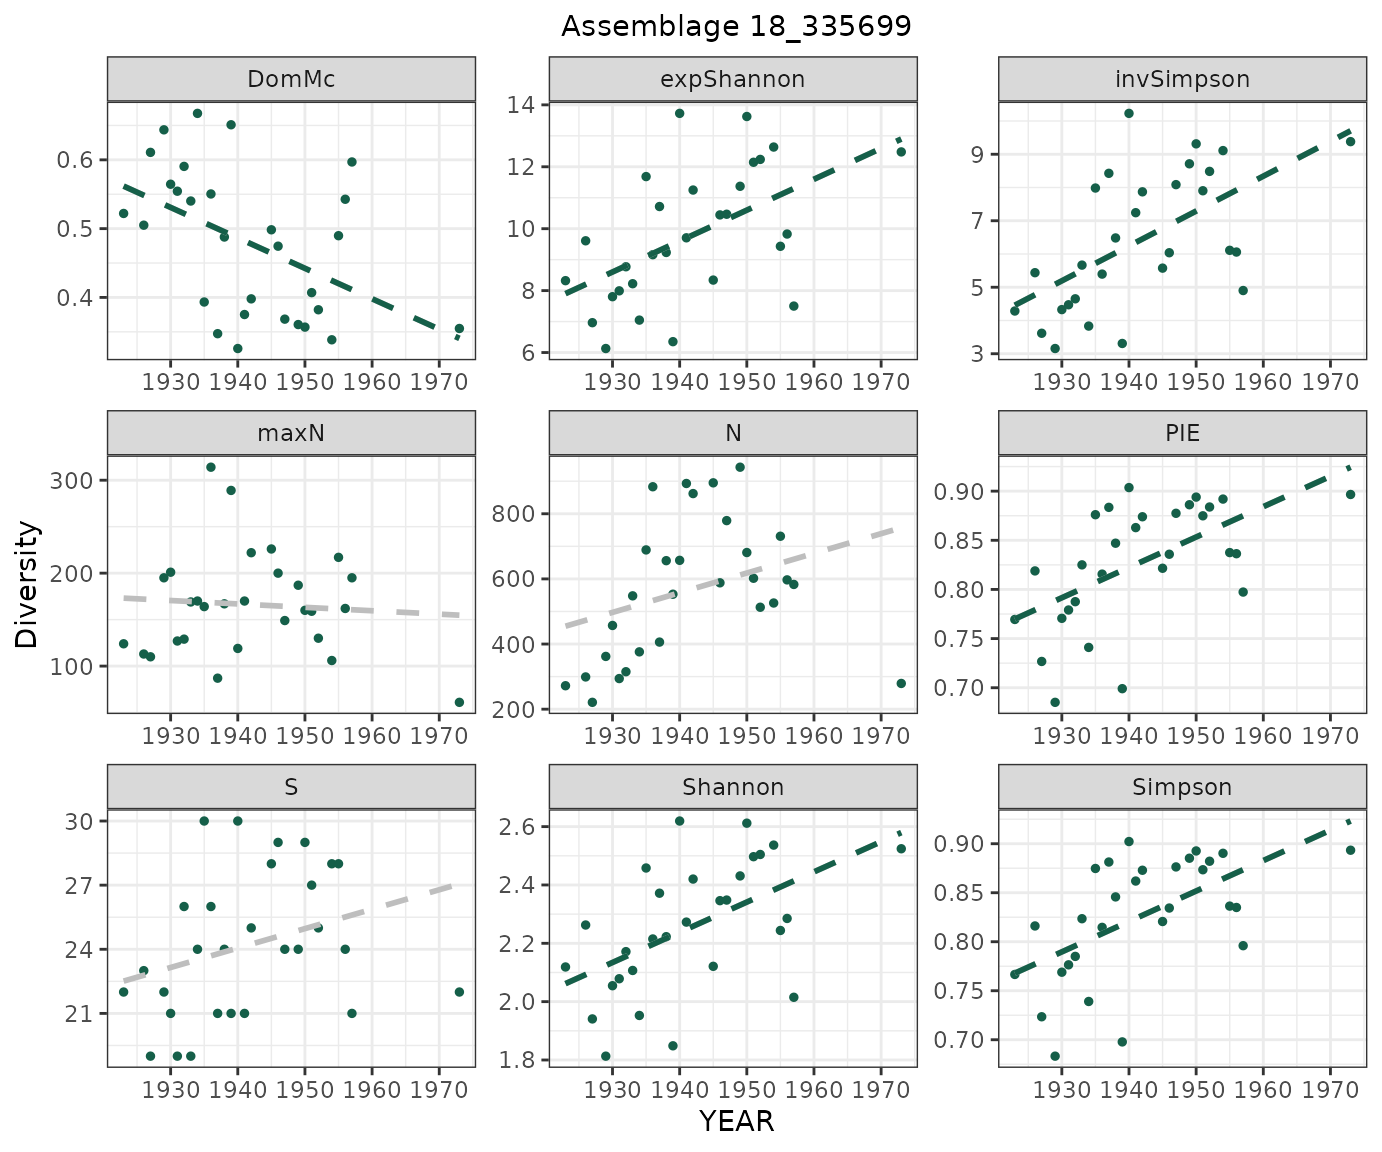 Assemblage 18_335699
DomMc
expShannon
invSimpson
0.6
0.5
0.4
14
12
10
8
6
9
7
5
3
1930 1940 1950 1960 1970
1930 1940 1950 1960 1970
1930 1940 1950 1960 1970
maxN
N
PIE
Diversity
300
200
100
800
600
400
200
0.90
0.85
0.80
0.75
0.70
1930 1940 1950 1960 1970
1930 1940 1950 1960 1970
1930 1940 1950 1960 1970
S
Shannon
Simpson
30
27
24
21
2.6
2.4
2.2
2.0
1.8
0.90
0.85
0.80
0.75
0.70
1930 1940 1950 1960 1970
1930 1940 1950 1960 1970
1930 1940 1950 1960 1970
YEAR